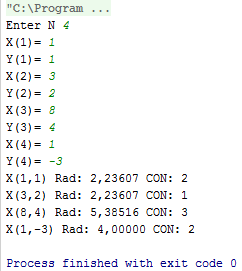 "C:\Program ...
Enter N 4
X(1)= 1
Y(1)= 1
X(2)= 3
Y(2)= 2
X(3)= 8
Y(3)= 4
X(4)= 1
Y(4)= -3
X(1,1) Rad: 2,23607 CON: 2
X(3,2) Rad: 2,23607 CON: 1
X(8,4) Rad: 5,38516 CON: 3
X(1,-3) Rad: 4,00000 CON: 2
Process finished with exit code 0